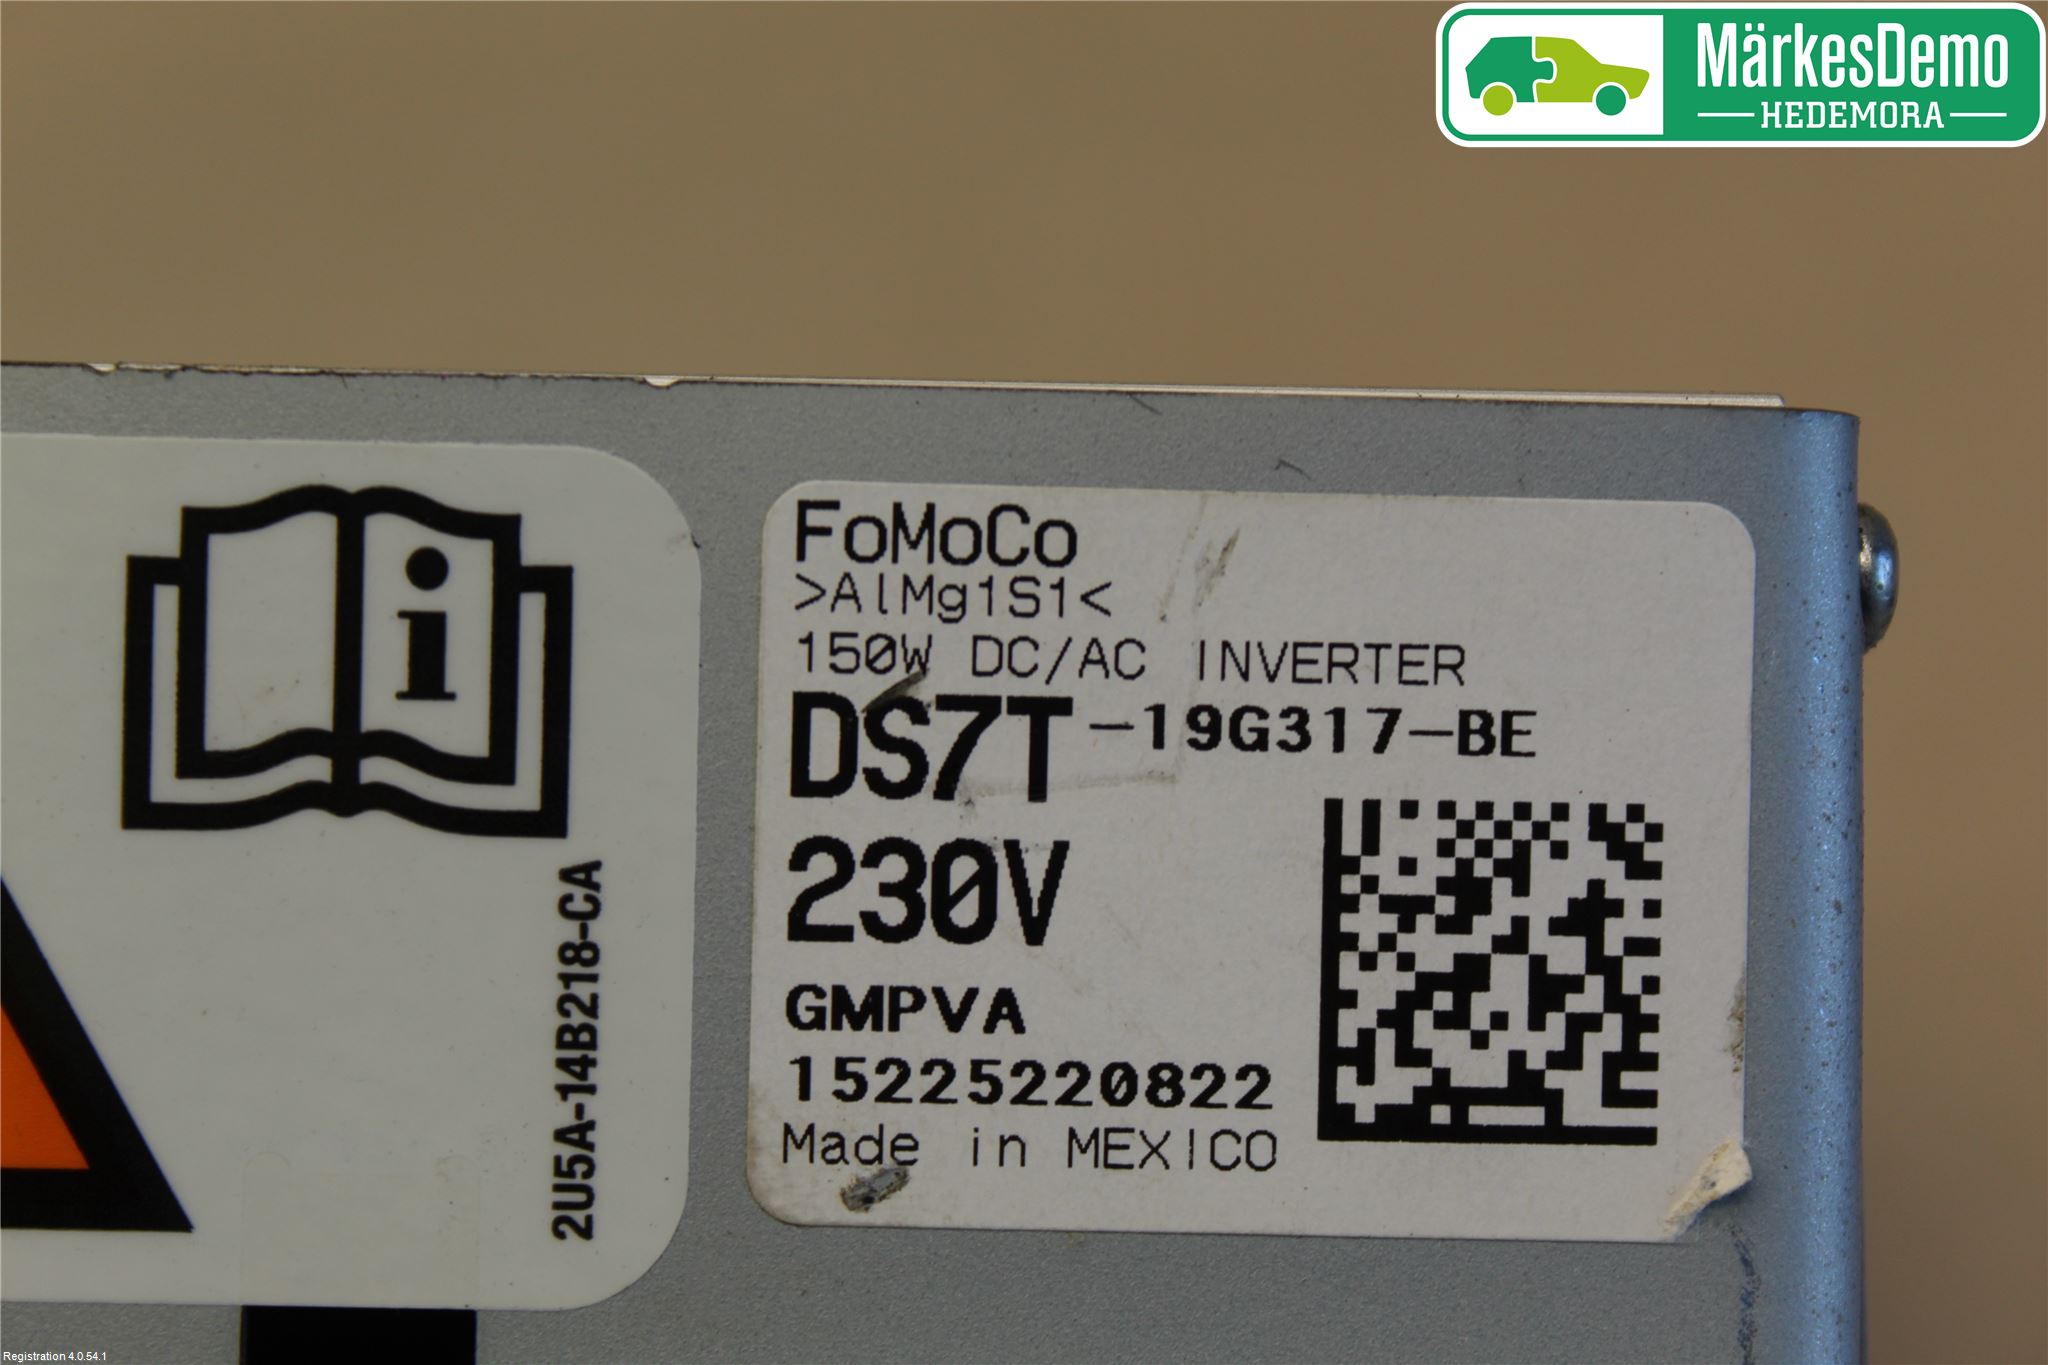 MärkesDemo
HEDEMORA
i
2U5A-14B218-CA
FoMoCo
>AlMg1S1<
150W DC/AC INVERTER
DS7T-19G317-BE
230V
GMPVA
15225220822
Made in MEXICO
Registration 4.0.54.1